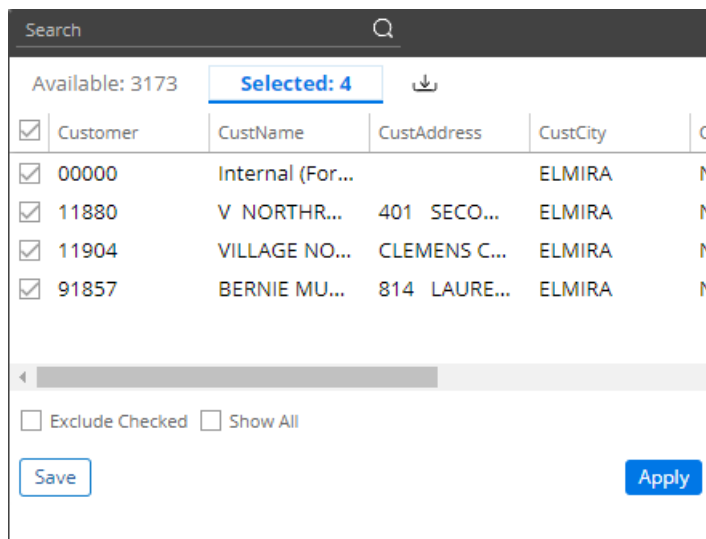 Search
Available: 3173 Selected: 4
Customer CustName CustAddress CustCity
00000 Internal (For... ELMIRA
11880 V NORTHR... 401 SECO... ELMIRA
11904 VILLAGE NO... CLEMENS C... ELMIRA
91857 BERNIE MU... 814 LAURE... ELMIRA
Exclude Checked Show All
Save Apply